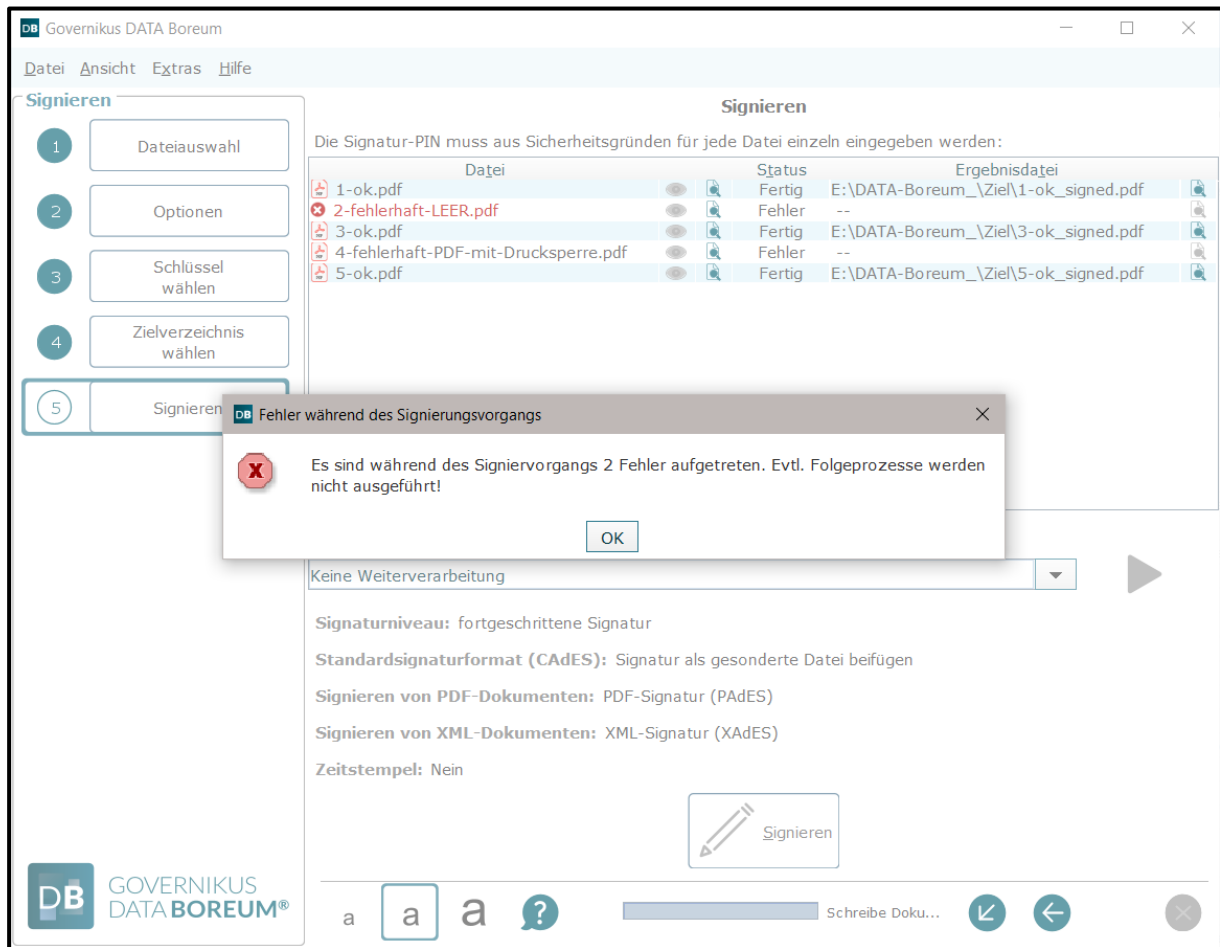 DB Governikus DATA Boreum
Datei Ansicht Extras Hilfe
Signieren
1 Dateiauswahl
2 Optionen
3 Schlüssel
wählen
4 Zielverzeichnis
wählen
5 Signieren
Signieren
Die Signatur-PIN muss aus Sicherheitsgründen für jede Datei einzeln eingegeben werden:
Datei Status Ergebnisdatei
1-ok.pdf Fertig E:\DATA-Boreum_\Ziel\1-ok_signed.pdf
2-fehlerhaft-LEER.pdf Fehler --
3-ok.pdf Fertig E:\DATA-Boreum_\Ziel\3-ok_signed.pdf
4-fehlerhaft-PDF-mit-Drucksperre.pdf Fehler --
5-ok.pdf Fertig E:\DATA-Boreum_\Ziel\5-ok_signed.pdf
DB Fehler während des Signierungsvorgangs
Es sind während des Signiervorgangs 2 Fehler aufgetreten. Evtl. Folgeprozesse werden
nicht ausgeführt!
OK
Keine Weiterverarbeitung
Signaturniveau: fortgeschrittene Signatur
Standardsignaturformat (CAdES): Signatur als gesonderte Datei beifügen
Signieren von PDF-Dokumenten: PDF-Signatur (PAdES)
Signieren von XML-Dokumenten: XML-Signatur (XAdES)
Zeitstempel: Nein
Signieren
DB GOVERNIKUS
DATA BOREUM®
a a a ? Schreibe Doku...